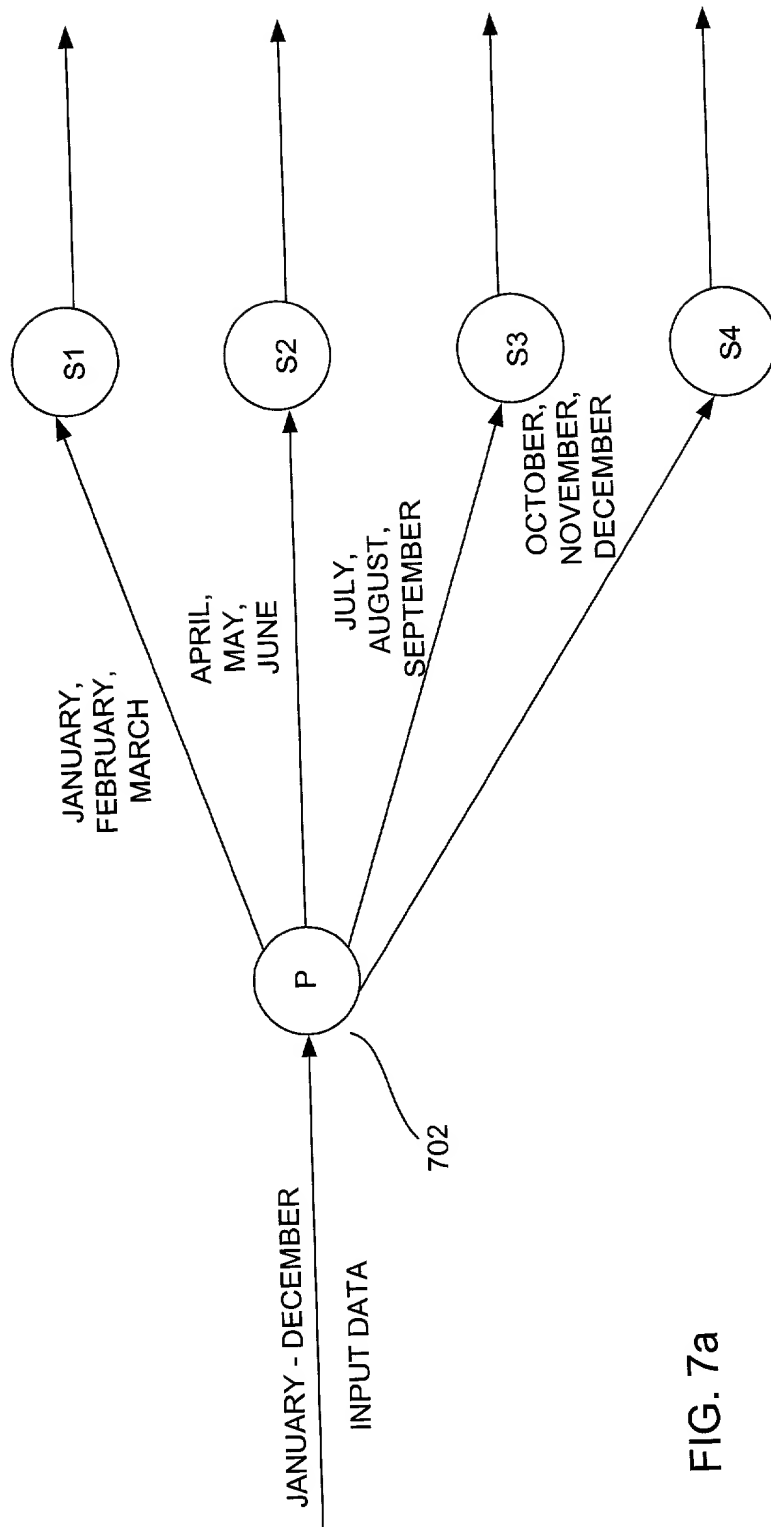 JANUARY - DECEMBER
INPUT DATA
702
P
JANUARY,
FEBRUARY,
MARCH
APRIL,
MAY,
JUNE
JULY,
AUGUST,
SEPTEMBER
OCTOBER,
NOVEMBER,
DECEMBER
S1
S2
S3
S4
FIG. 7a